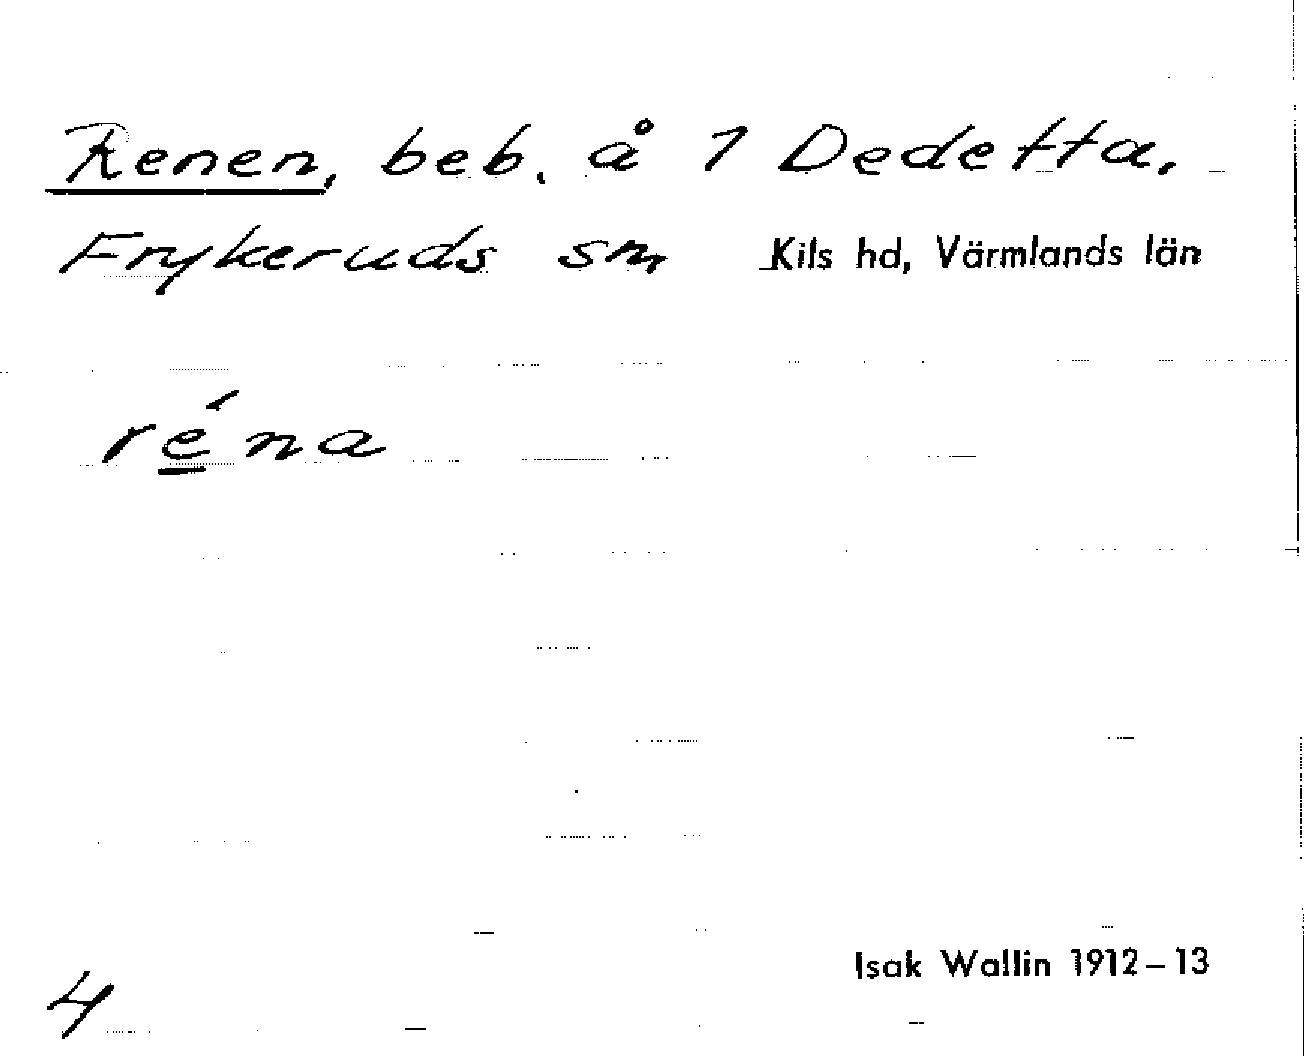 Renen, beb. å 1 Dedetta.
Frykeruds sn, Kils hd, Värmlands län
réna
Isak Wallin 1912–13
4